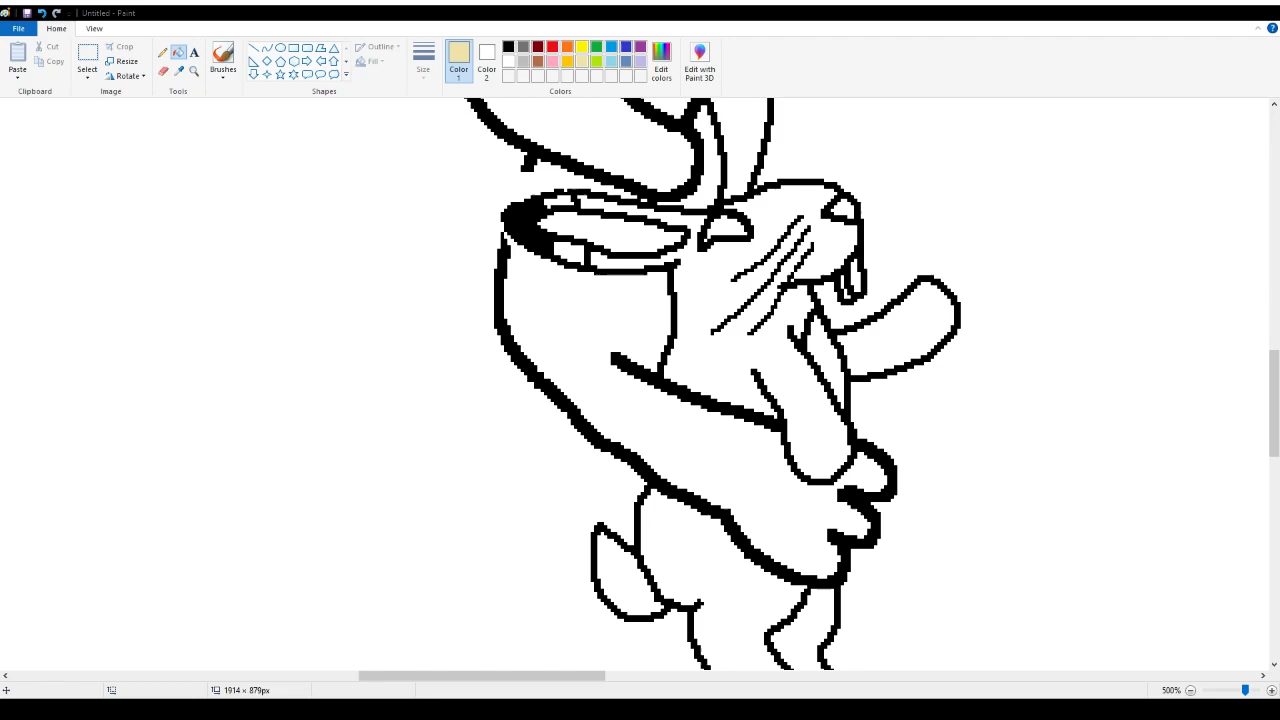 Untitled - Paint
File Home View
Paste Cut Copy Clipboard
Select Crop Resize Rotate Image
A Tools
Brushes
Outline Fill Shapes
Size
Color 1 Color 2 Edit colors Colors
Edit with Paint 3D
1914 × 879px 500%